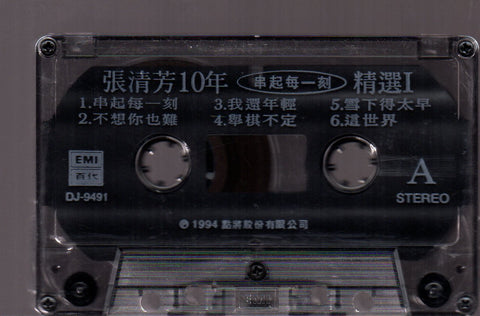 張清芳10年 串起每一刻 精選I
1.串起每一刻 3.我還年輕 5.雪下得太早
2.不想你也難 4.舉棋不定 6.這世界
EMI
百代
DJ-9491
A
STEREO
℗ 1994 點將股份有限公司